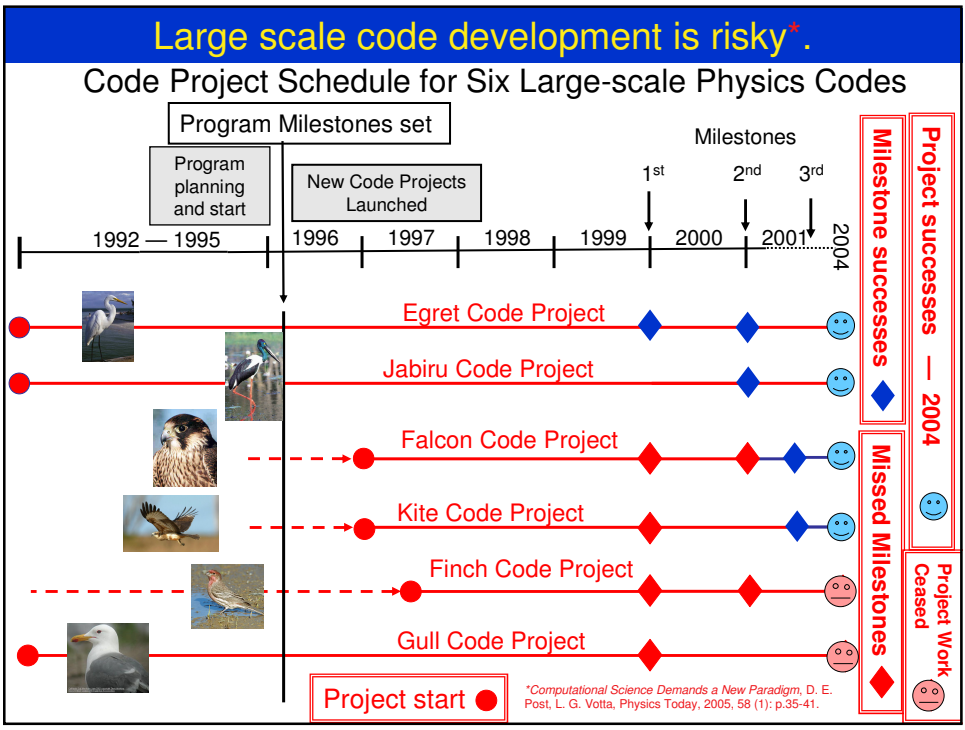 Large scale code development is risky*.
Code Project Schedule for Six Large-scale Physics Codes
Program Milestones set
Program
planning
and start
New Code Projects
Launched
Milestones
1st
2nd
3rd
1992 — 1995
1996
1997
1998
1999
2000
2001
2004
Egret Code Project
Jabiru Code Project
Falcon Code Project
Kite Code Project
Finch Code Project
Gull Code Project
Project start
*Computational Science Demands a New Paradigm, D. E.
Post, L. G. Votta, Physics Today, 2005, 58 (1): p.35-41.
Milestone successes
Missed Milestones
Project successes — 2004
Project Work
Ceased